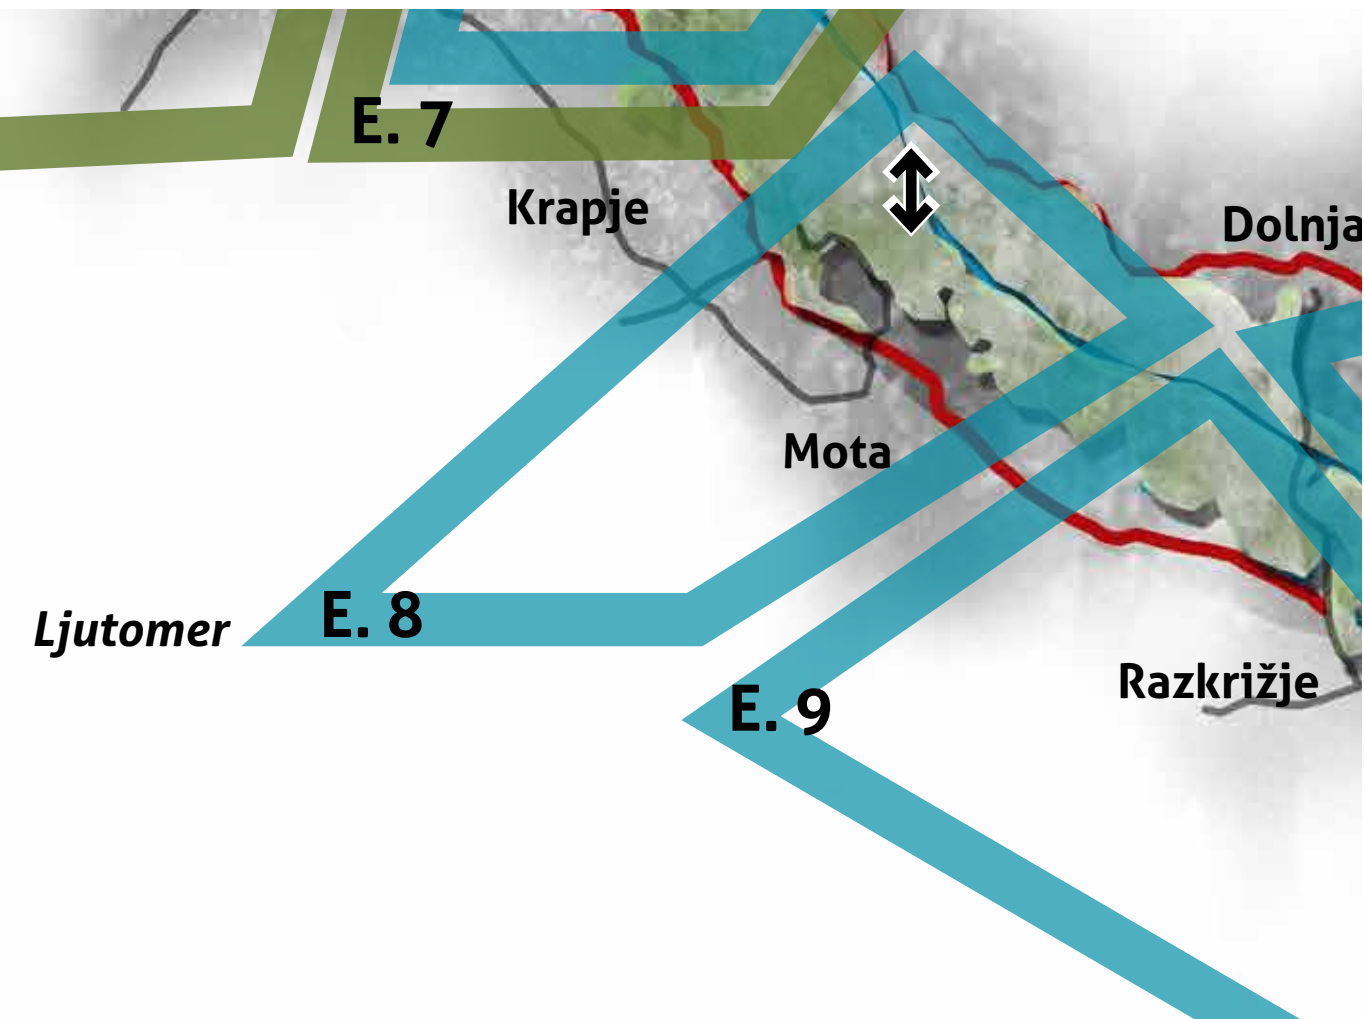 E. 7
Krapje
Dolnja
Mota
E. 8
Ljutomer
Razkrižje
E. 9